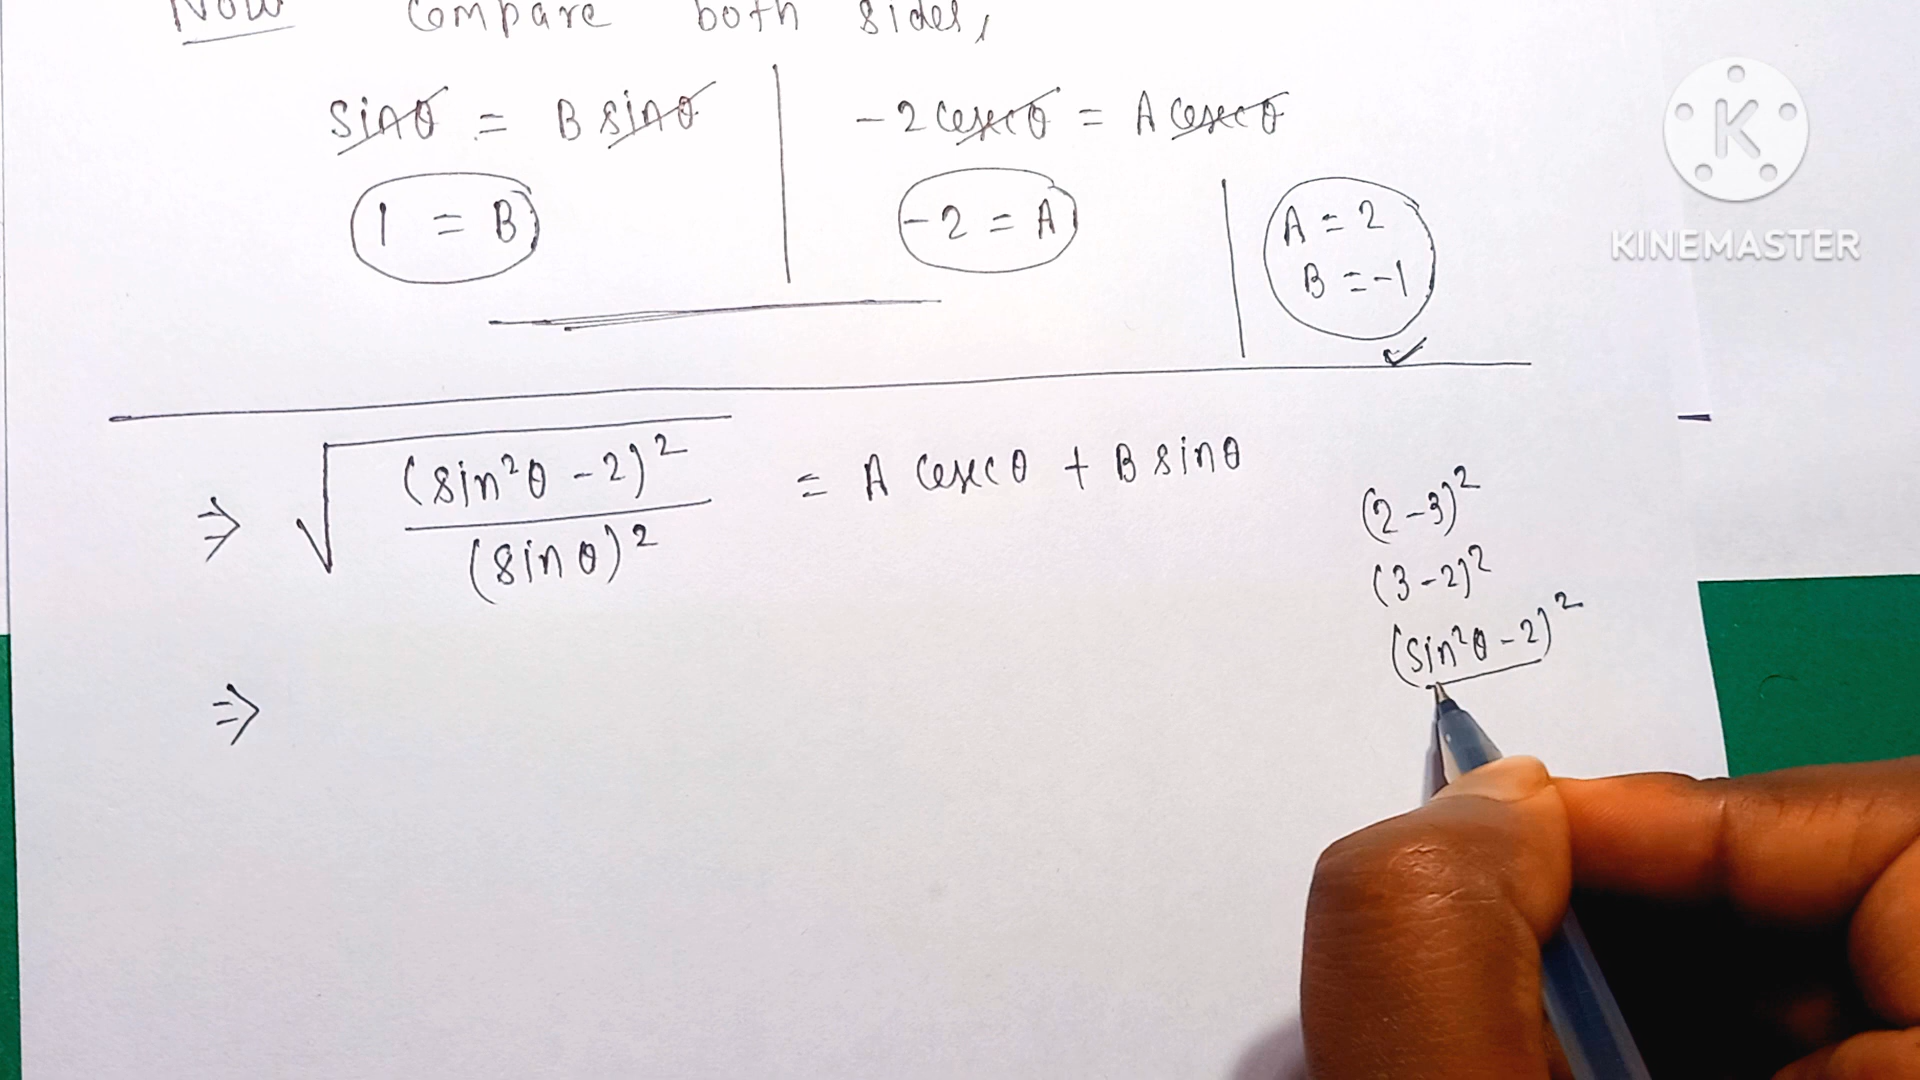 Now Compare both sides,
sinθ = B sinθ
-2 cosecθ = A cosecθ
1 = B
-2 = A
A = 2
B = -1
⇒ √((sin²θ - 2)² / (sinθ)²) = A cosecθ + B sinθ
(2-3)²
(3-2)²
(sin²θ - 2)²
⇒
K
KINEMASTER